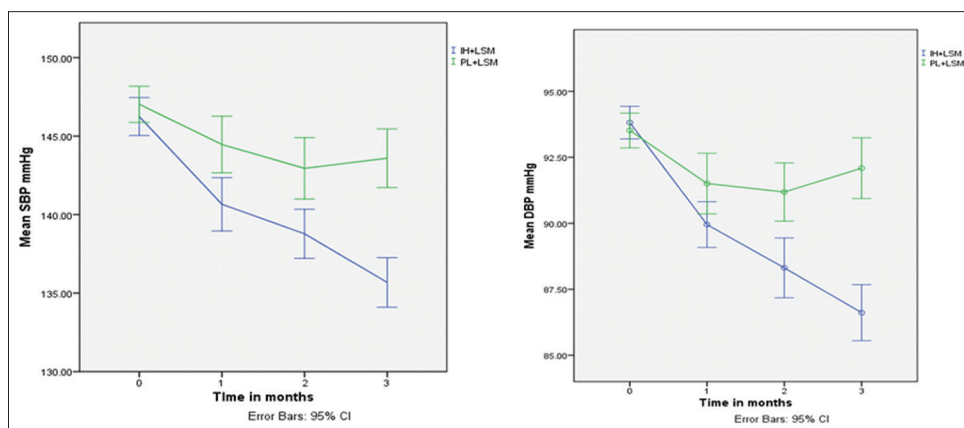 150.00
145.00
140.00
135.00
130.00
Mean SBP mmHg
0 1 2 3
TIme in months
Error Bars: 95% CI
IH+LSM
PL+LSM
95.00
92.50
90.00
87.50
85.00
Mean DBP mmHg
0 1 2 3
Time in months
Error Bars: 95% CI
IH+LSM
PL+LSM